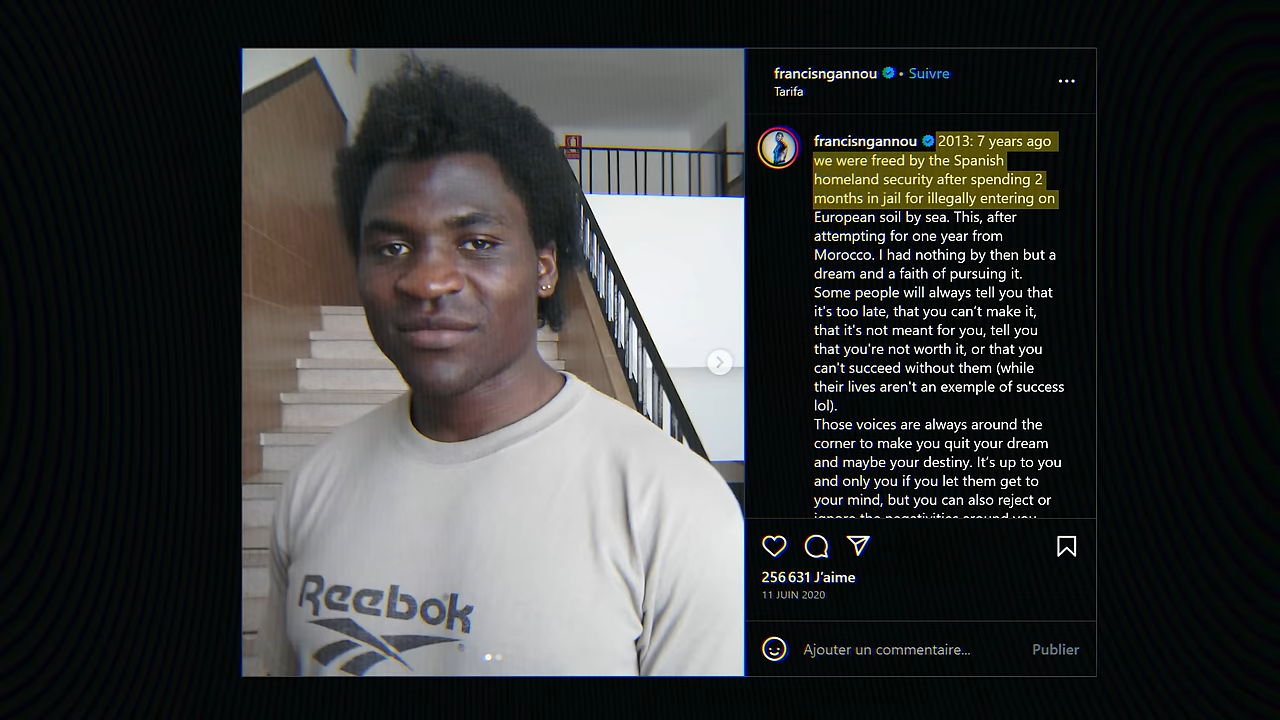 francisngannou • Suivre
Tarifa
francisngannou 2013: 7 years ago
we were freed by the Spanish
homeland security after spending 2
months in jail for illegally entering on
European soil by sea. This, after
attempting for one year from
Morocco. I had nothing by then but a
dream and a faith of pursuing it.
Some people will always tell you that
it's too late, that you can't make it,
that it's not meant for you, tell you
that you're not worth it, or that you
can't succeed without them (while
their lives aren't an exemple of success
lol).
Those voices are always around the
corner to make you quit your dream
and maybe your destiny. It's up to you
and only you if you let them get to
your mind, but you can also reject or
ignore the negativities around you
256 631 J'aime
11 JUIN 2020
Ajouter un commentaire... Publier
Reebok